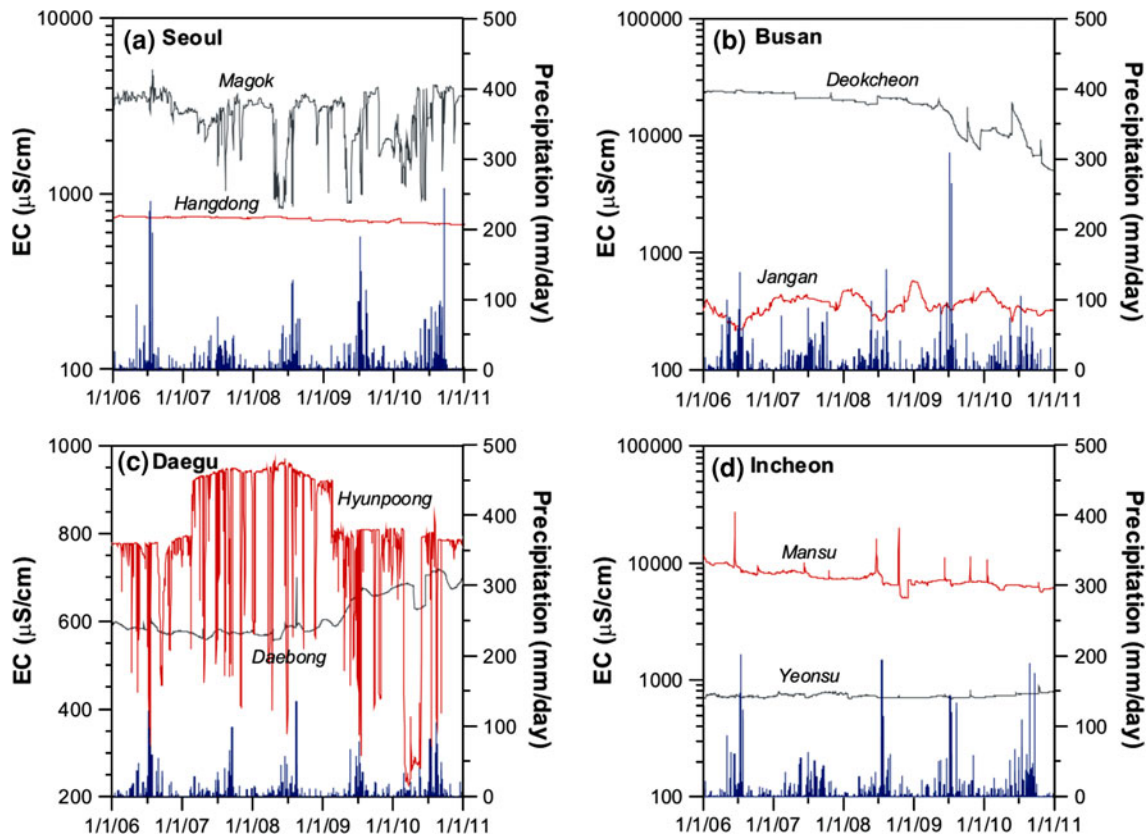 (a) Seoul
EC (µS/cm)
10000
1000
100
Magok
Hangdong
500
400
300
200
100
0
Precipitation (mm/day)
1/1/06 1/1/07 1/1/08 1/1/09 1/1/10 1/1/11
(b) Busan
EC (µS/cm)
100000
10000
1000
100
Deokcheon
Jangan
500
400
300
200
100
0
Precipitation (mm/day)
1/1/06 1/1/07 1/1/08 1/1/09 1/1/10 1/1/11
(c) Daegu
EC (µS/cm)
1000
800
600
400
200
Hyunpoong
Daebong
500
400
300
200
100
0
Precipitation (mm/day)
1/1/06 1/1/07 1/1/08 1/1/09 1/1/10 1/1/11
(d) Incheon
EC (µS/cm)
100000
10000
1000
100
Mansu
Yeonsu
500
400
300
200
100
0
Precipitation (mm/day)
1/1/06 1/1/07 1/1/08 1/1/09 1/1/10 1/1/11